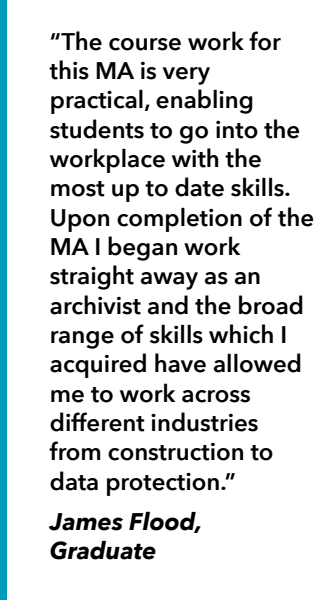 “The course work for
this MA is very
practical, enabling
students to go into the
workplace with the
most up to date skills.
Upon completion of the
MA I began work
straight away as an
archivist and the broad
range of skills which I
acquired have allowed
me to work across
different industries
from construction to
data protection.”
James Flood,
Graduate